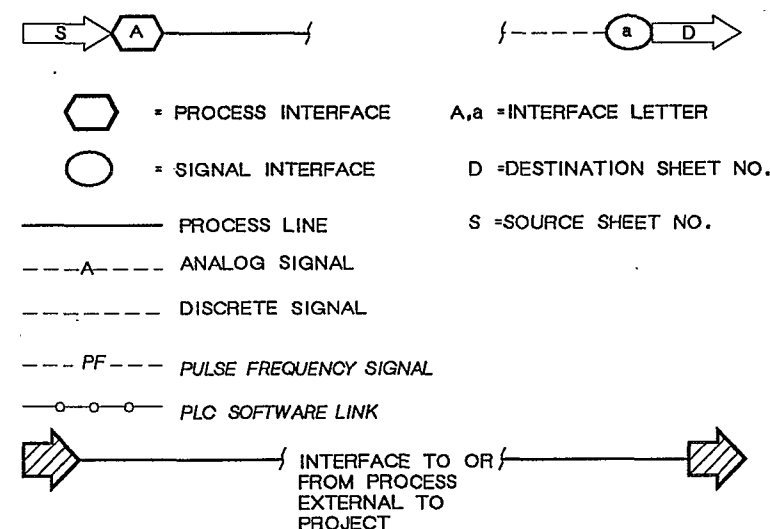 S A a D
= PROCESS INTERFACE A,a =INTERFACE LETTER
= SIGNAL INTERFACE D =DESTINATION SHEET NO.
PROCESS LINE S =SOURCE SHEET NO.
A ANALOG SIGNAL
DISCRETE SIGNAL
PF PULSE FREQUENCY SIGNAL
PLC SOFTWARE LINK
INTERFACE TO OR
FROM PROCESS
EXTERNAL TO
PROJECT